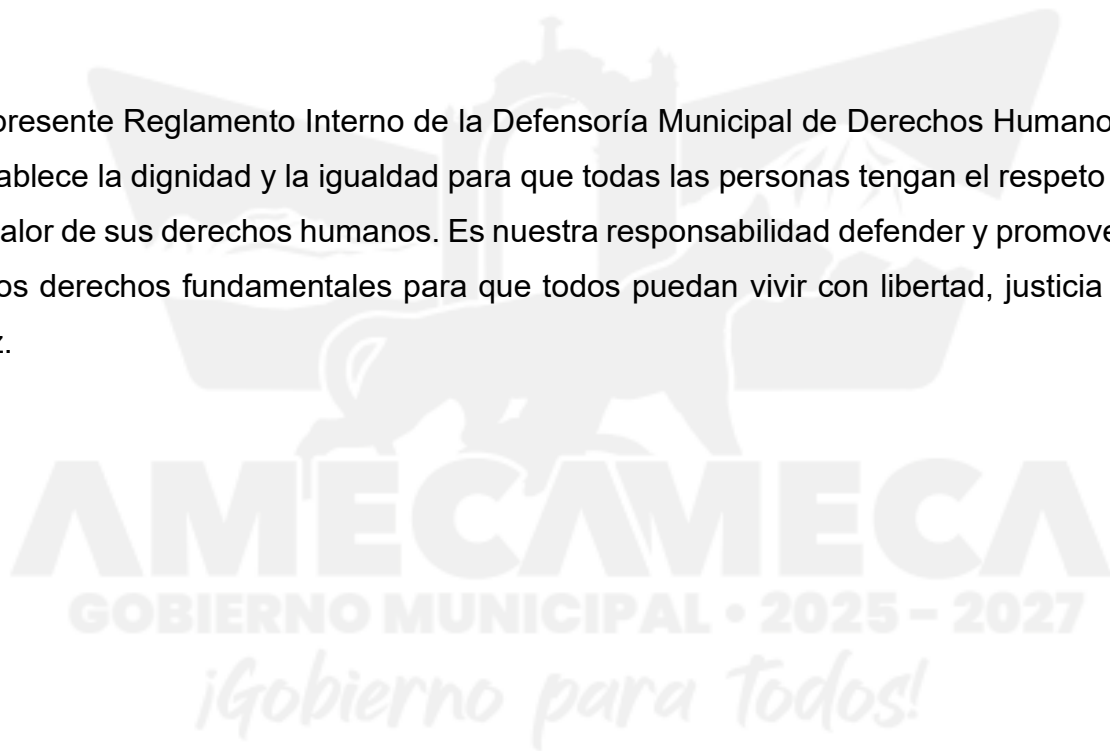 presente Reglamento Interno de la Defensoría Municipal de Derechos Humano
ablece la dignidad y la igualdad para que todas las personas tengan el respeto
alor de sus derechos humanos. Es nuestra responsabilidad defender y promove
os derechos fundamentales para que todos puedan vivir con libertad, justicia
z.
AMECAMECA
GOBIERNO MUNICIPAL • 2025 – 2027
¡Gobierno para Todos!